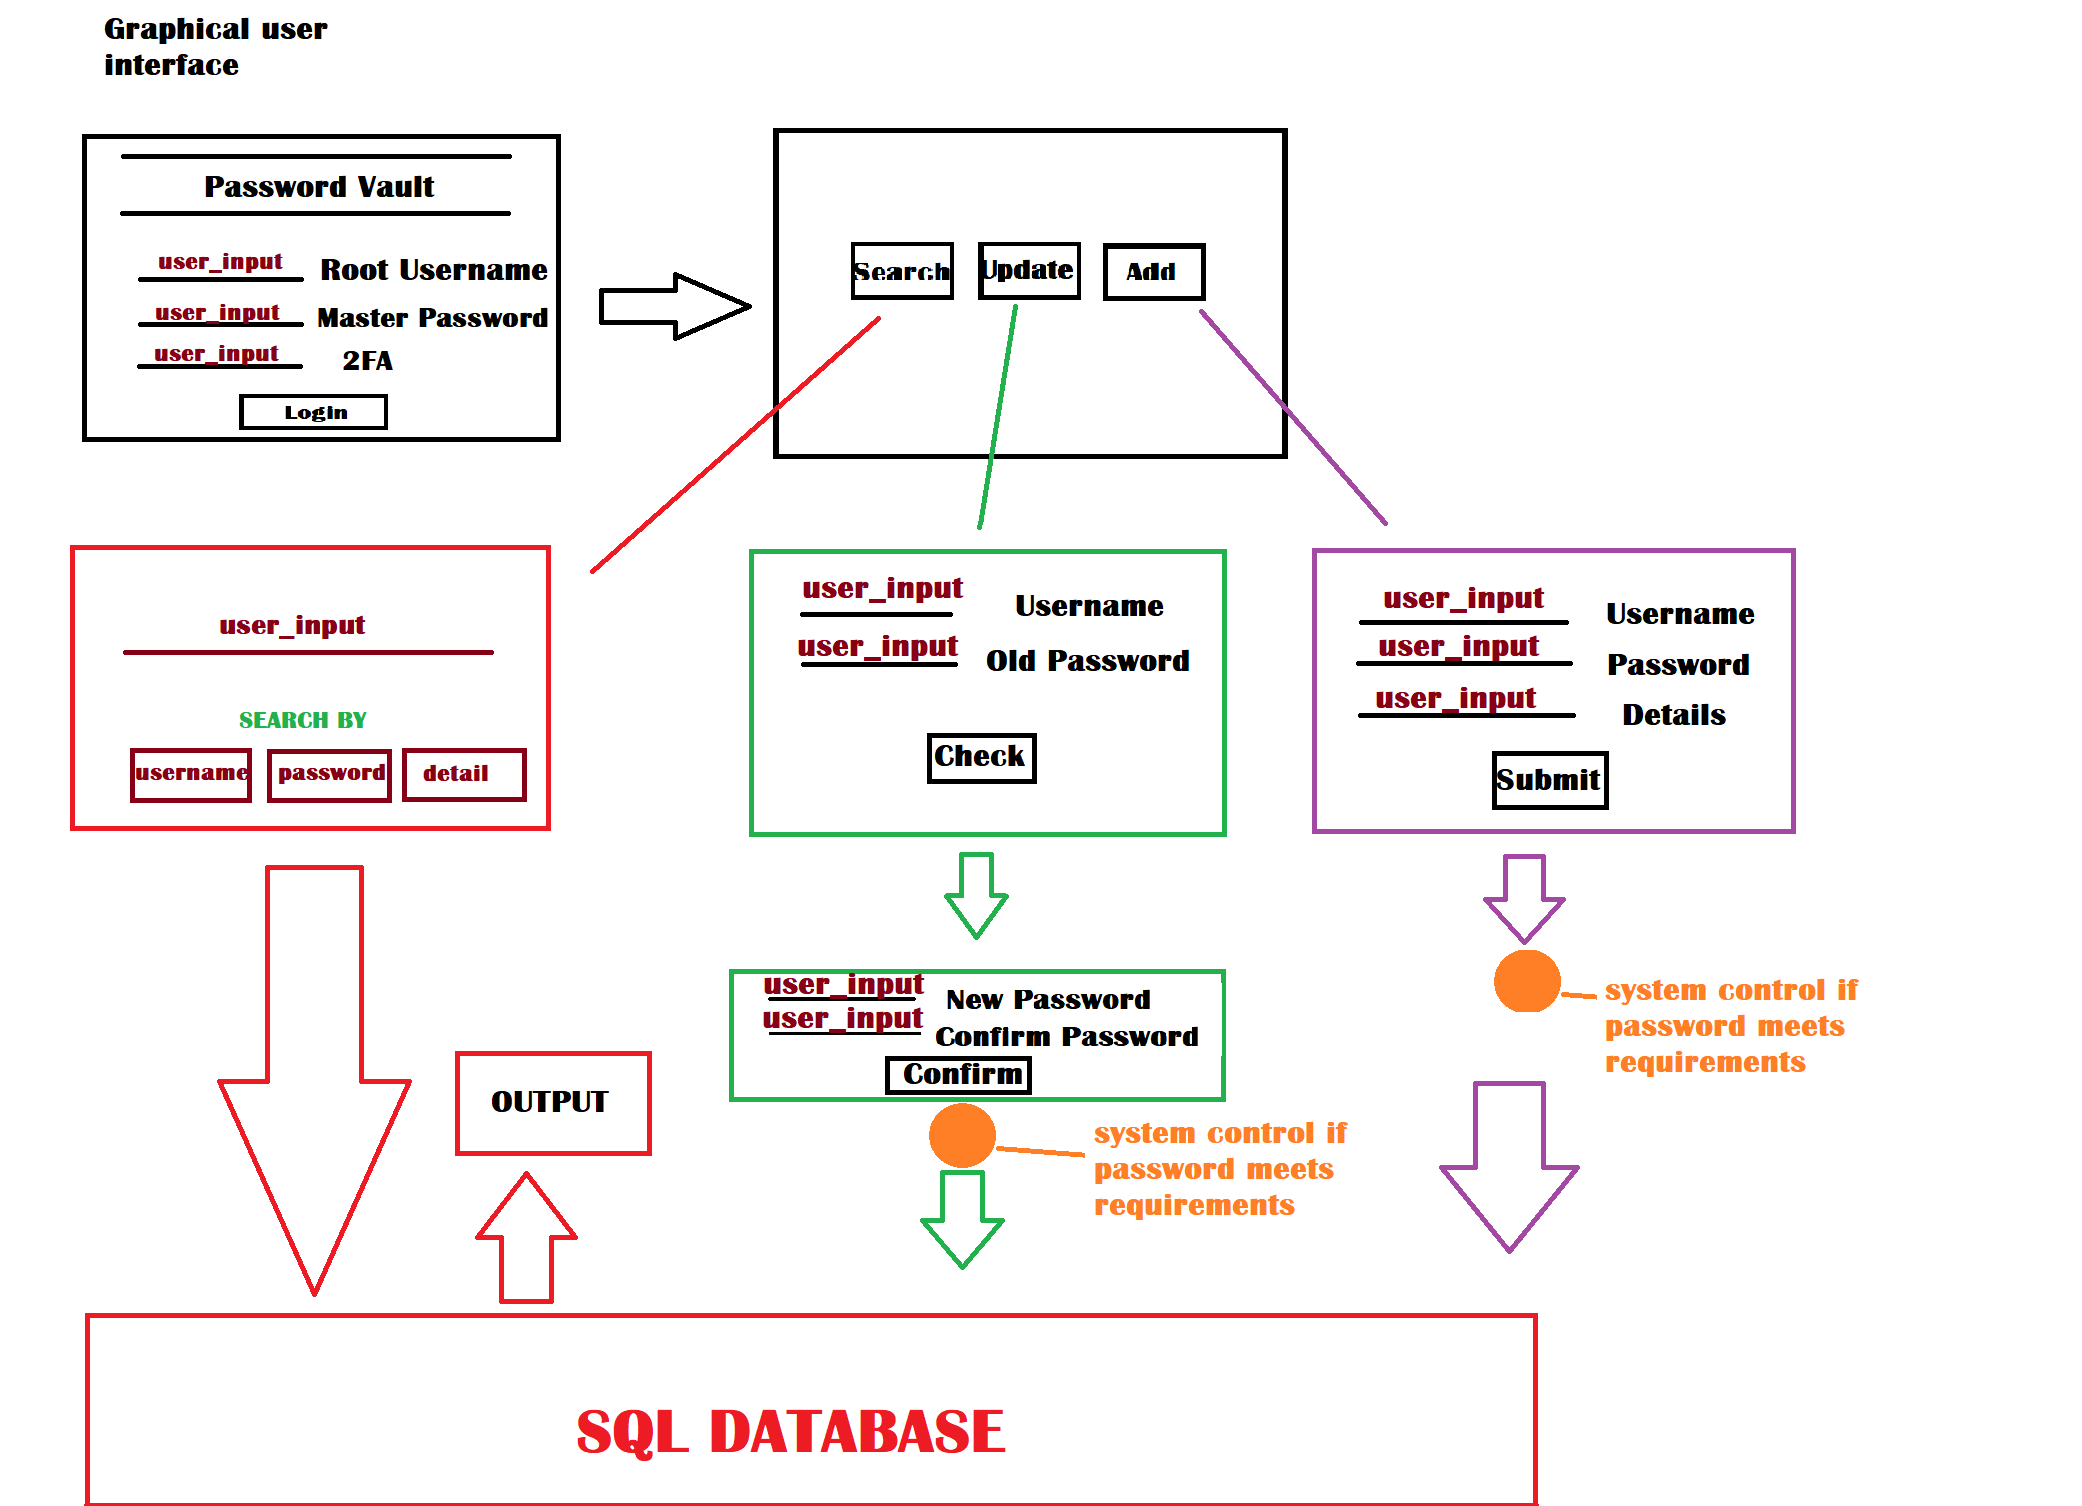 Graphical user
interface
Password Vault
user_input Root Username
user_input Master Password
user_input 2FA
Login
Search Update Add
user_input
SEARCH BY
username password detail
user_input Username
user_input Old Password
Check
user_input Username
user_input Password
user_input Details
Submit
user_input New Password
user_input Confirm Password
Confirm
system control if
password meets
requirements
system control if
password meets
requirements
OUTPUT
SQL DATABASE